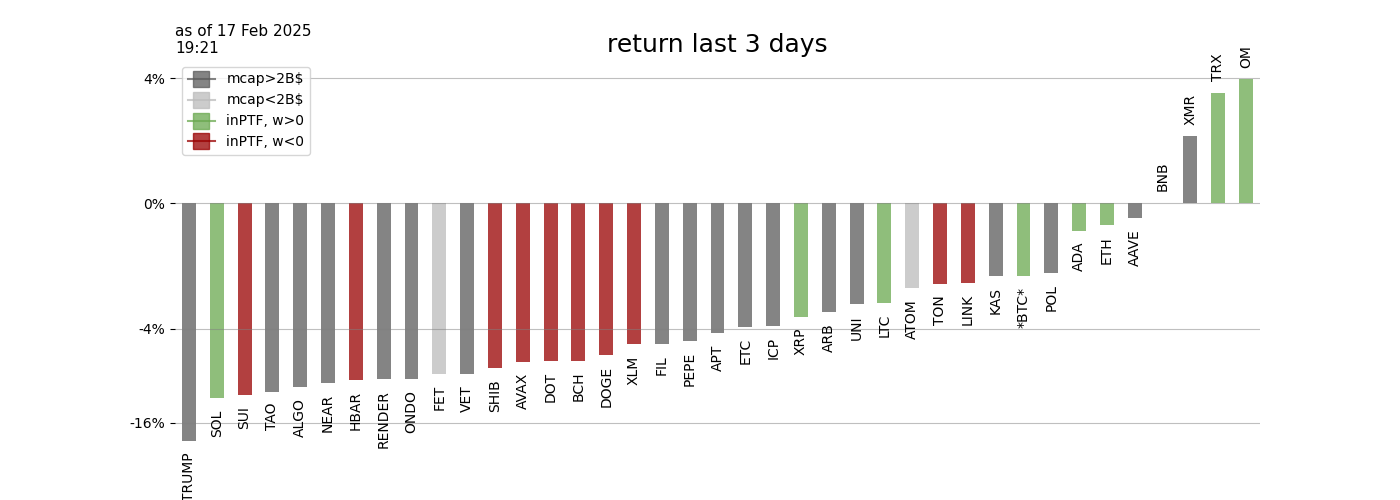 as of 17 Feb 2025
19:21
return last 3 days
mcap>2B$
mcap<2B$
inPTF, w>0
inPTF, w<0
4%
0%
-4%
-16%
TRUMP
SOL
SUI
TAO
ALGO
NEAR
HBAR
RENDER
ONDO
FET
VET
SHIB
AVAX
DOT
BCH
DOGE
XLM
FIL
PEPE
APT
ETC
ICP
XRP
ARB
UNI
LTC
ATOM
TON
LINK
KAS
*BTC*
POL
ADA
ETH
AAVE
BNB
XMR
TRX
OM